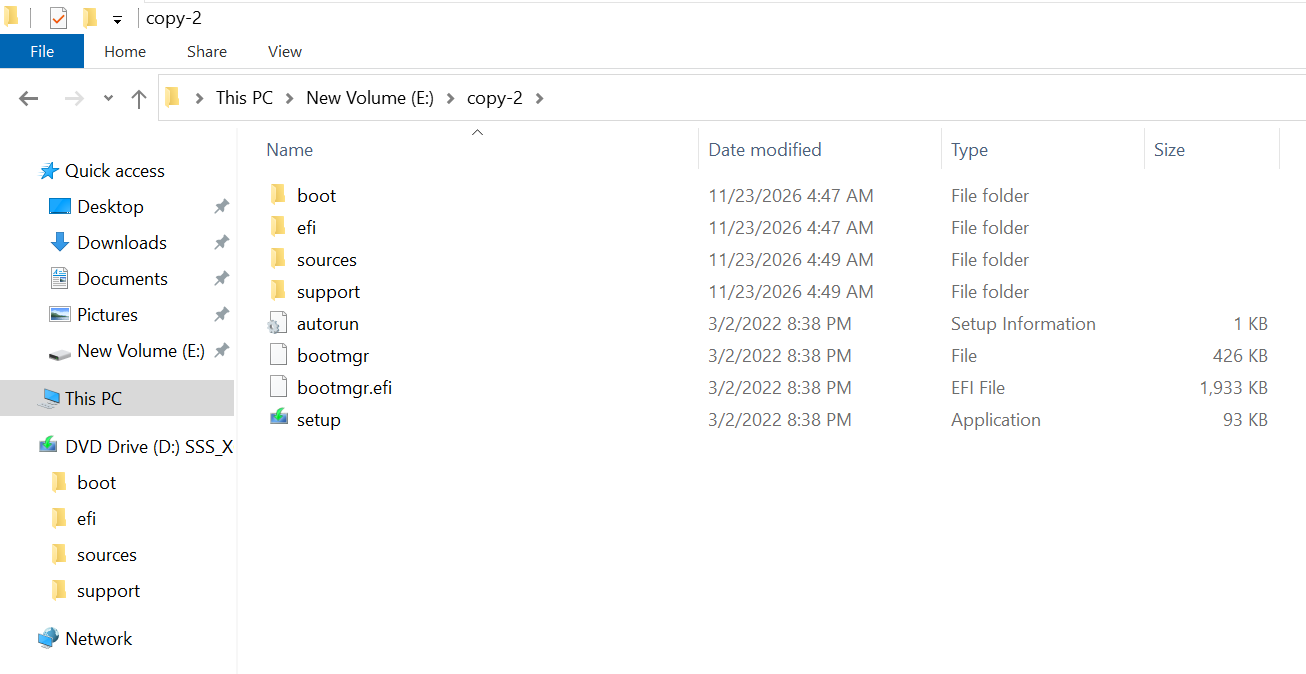 copy-2
File Home Share View
This PC New Volume (E:) copy-2
Name Date modified Type Size
Quick access
Desktop
Downloads
Documents
Pictures
New Volume (E:)
This PC
DVD Drive (D:) SSS_X
boot
efi
sources
support
Network
boot 11/23/2026 4:47 AM File folder
efi 11/23/2026 4:47 AM File folder
sources 11/23/2026 4:49 AM File folder
support 11/23/2026 4:49 AM File folder
autorun 3/2/2022 8:38 PM Setup Information 1 KB
bootmgr 3/2/2022 8:38 PM File 426 KB
bootmgr.efi 3/2/2022 8:38 PM EFI File 1,933 KB
setup 3/2/2022 8:38 PM Application 93 KB